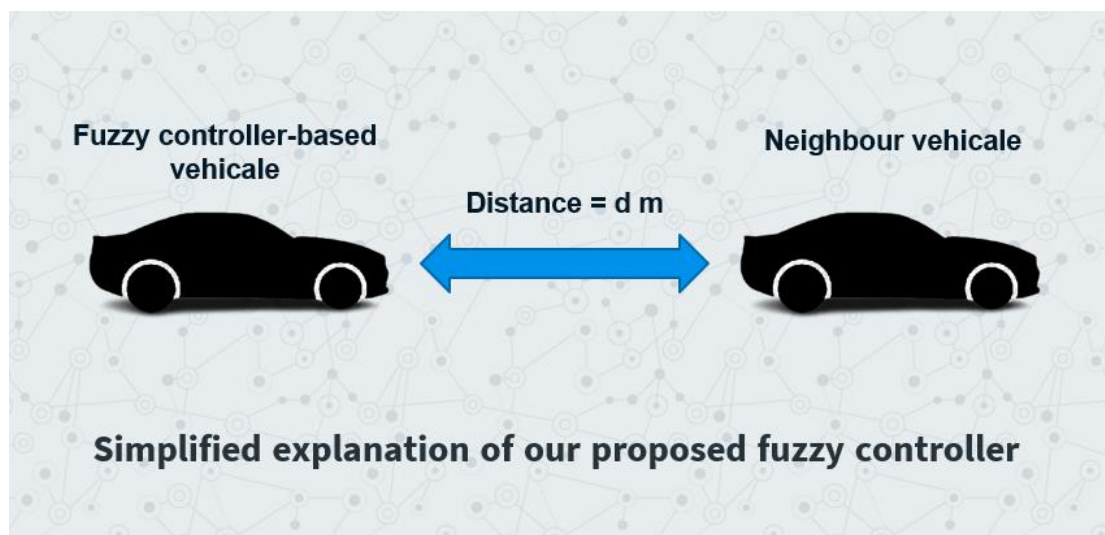 Fuzzy controller-based
vehicale
Neighbour vehicale
Distance = d m
Simplified explanation of our proposed fuzzy controller